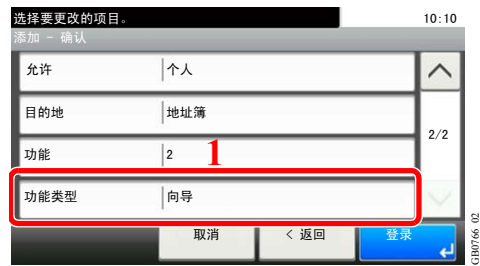 选择要更改的项目。 10:10
添加 - 确认
允许 个人
目的地 地址簿
2/2
功能 2
1
功能类型 向导
取消 < 返回 登录
GB0766_02